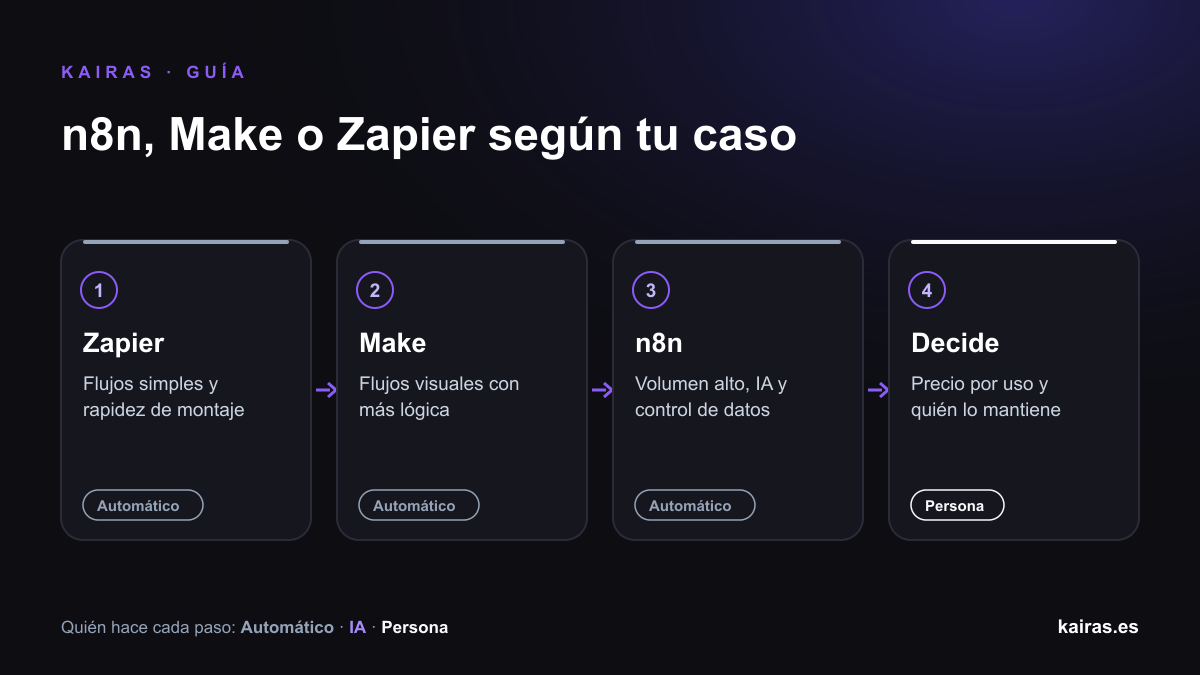 KAIRAS · GUÍA
n8n, Make o Zapier según tu caso
1
Zapier
Flujos simples y
rapidez de montaje
Automático
2
Make
Flujos visuales con
más lógica
Automático
3
n8n
Volumen alto, IA y
control de datos
Automático
4
Decide
Precio por uso y
quién lo mantiene
Persona
Quién hace cada paso: Automático · IA · Persona
kairas.es